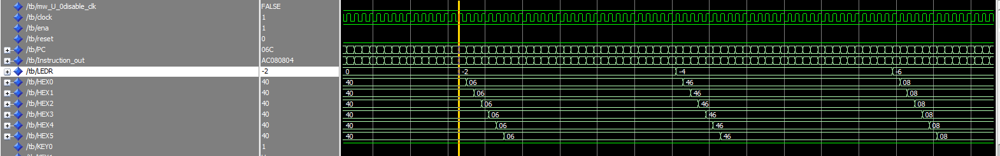 /tb/mw_U_0disable_clk FALSE
/tb/clock 1
/tb/ena 1
/tb/reset 0
/tb/PC 06C
/tb/Instruction_out AC080804
/tb/LEDR -2 0 -2 -4 -6
/tb/HEX0 40 40 06 46 08
/tb/HEX1 40 40 06 46 08
/tb/HEX2 40 40 06 46 08
/tb/HEX3 40 40 06 46 08
/tb/HEX4 40 40 06 46 08
/tb/HEX5 40 40 06 46 08
/tb/KEY0 1